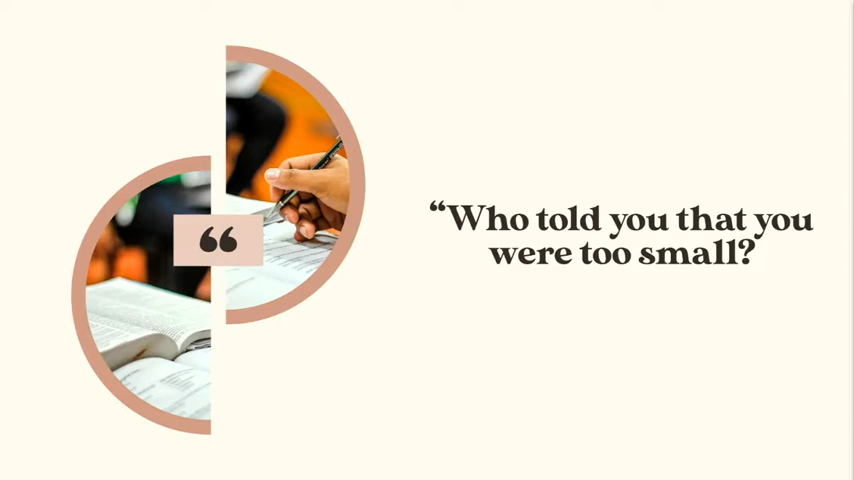 “
“Who told you that you
were too small?